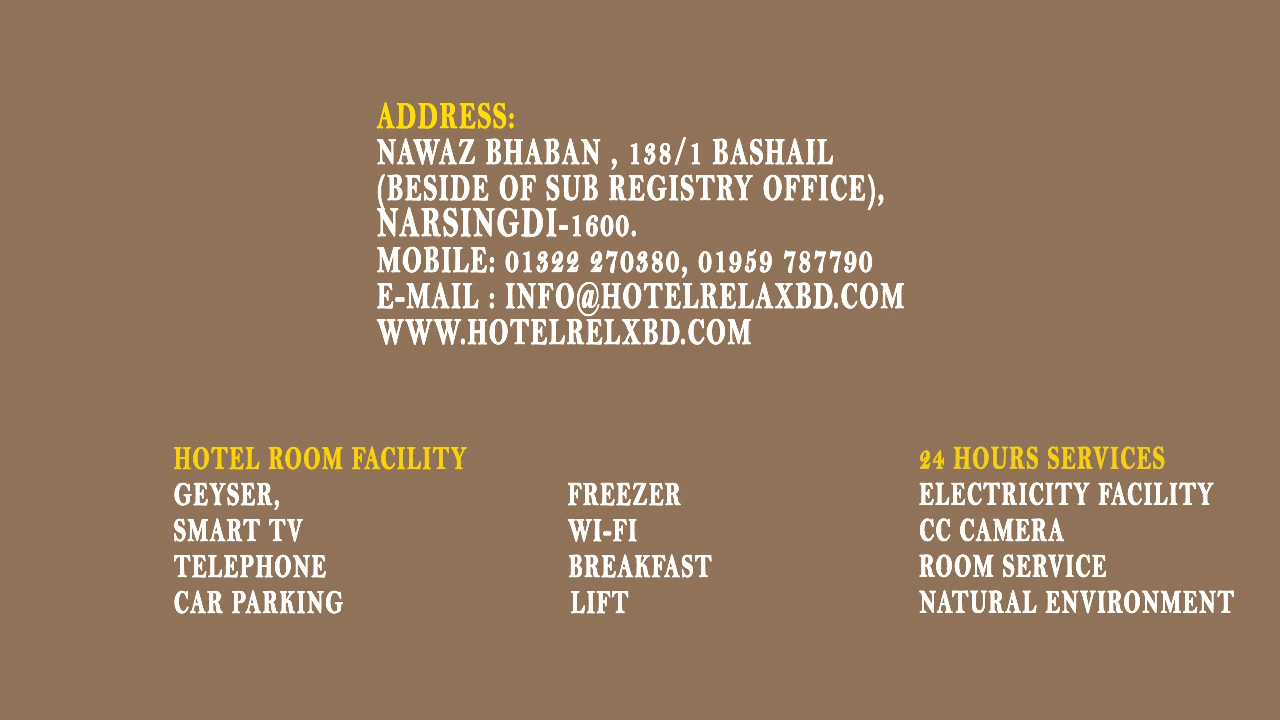 ADDRESS:
NAWAZ BHABAN , 138/1 BASHAIL
(BESIDE OF SUB REGISTRY OFFICE),
NARSINGDI-1600.
MOBILE: 01322 270380, 01959 787790
E-MAIL : INFO@HOTELRELAXBD.COM
WWW.HOTELRELXBD.COM
HOTEL ROOM FACILITY
GEYSER,
SMART TV
TELEPHONE
CAR PARKING
FREEZER
WI-FI
BREAKFAST
LIFT
24 HOURS SERVICES
ELECTRICITY FACILITY
CC CAMERA
ROOM SERVICE
NATURAL ENVIRONMENT